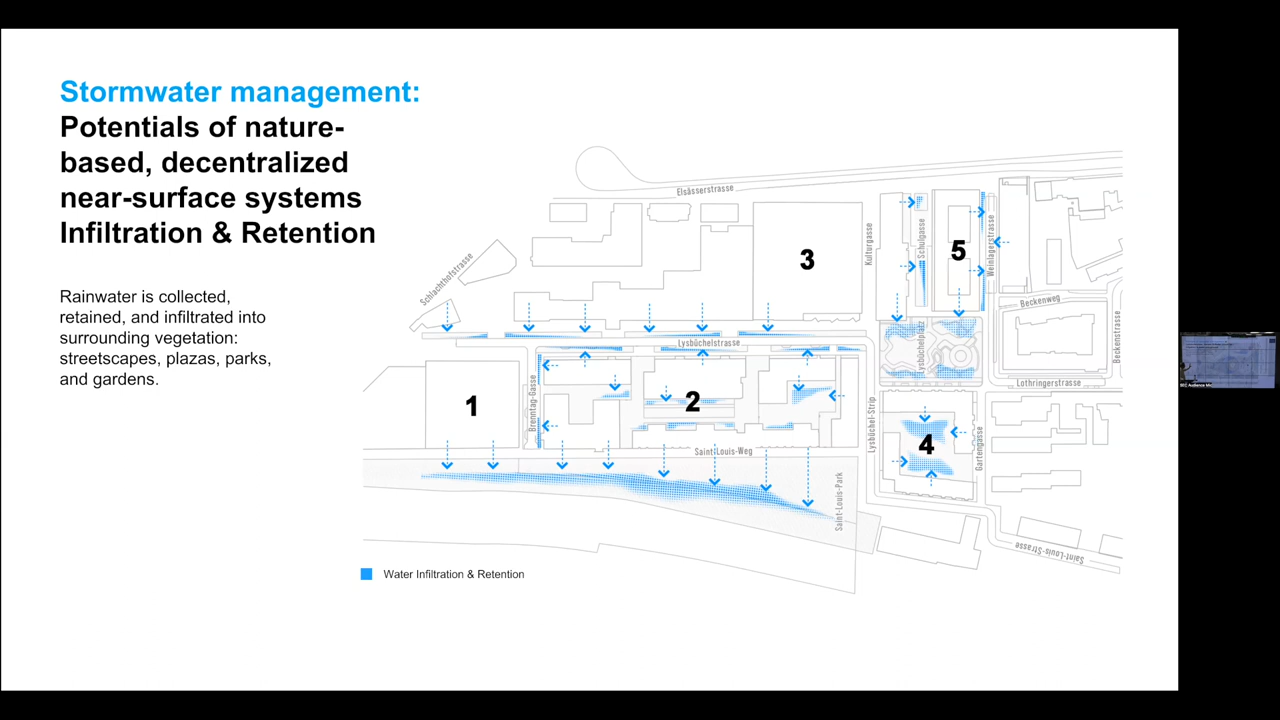 Stormwater management:
Potentials of nature-
based, decentralized
near-surface systems
Infiltration & Retention
Rainwater is collected,
retained, and infiltrated into
surrounding vegetation:
streetscapes, plazas, parks,
and gardens.
Elsässerstrasse
Schlachthofstrasse
Kulturgasse
Schulgasse
Weinlagerstrasse
3
5
Beckenweg
Beckenstrasse
Lysbüchelstrasse
Lysbüchelplatz
Lothringerstrasse
1
Brenntag-Gasse
2
Lysbüchel-Strip
4
Gartengasse
Saint-Louis-Weg
Saint-Louis-Park
Saint-Louis-Strasse
Water Infiltration & Retention